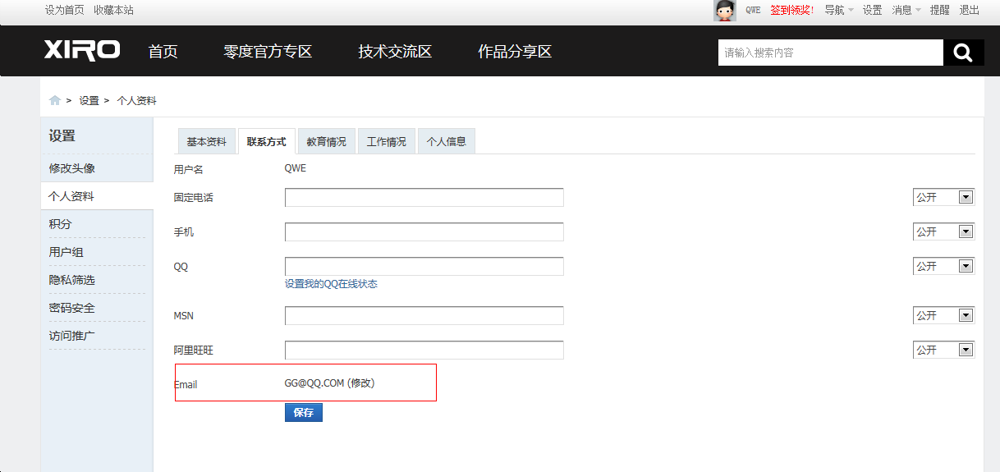 设为首页 收藏本站 QWE 签到领奖! 导航 设置 消息 提醒 退出
XIRO 首页 零度官方专区 技术交流区 作品分享区 请输入搜索内容
> 设置 > 个人资料
设置
修改头像
个人资料
积分
用户组
隐私筛选
密码安全
访问推广
基本资料 联系方式 教育情况 工作情况 个人信息
用户名 QWE
固定电话 公开
手机 公开
QQ 公开
设置我的QQ在线状态
MSN 公开
阿里旺旺 公开
Email GG@QQ.COM (修改)
保存